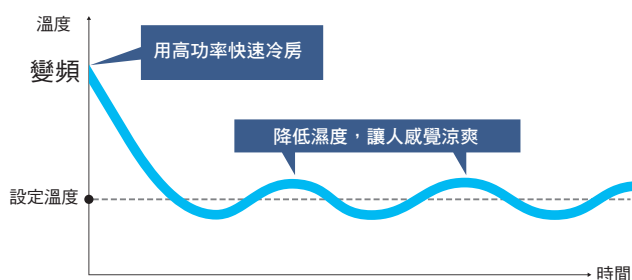 溫度
用高功率快速冷房
變頻
降低濕度，讓人感覺涼爽
設定溫度
時間